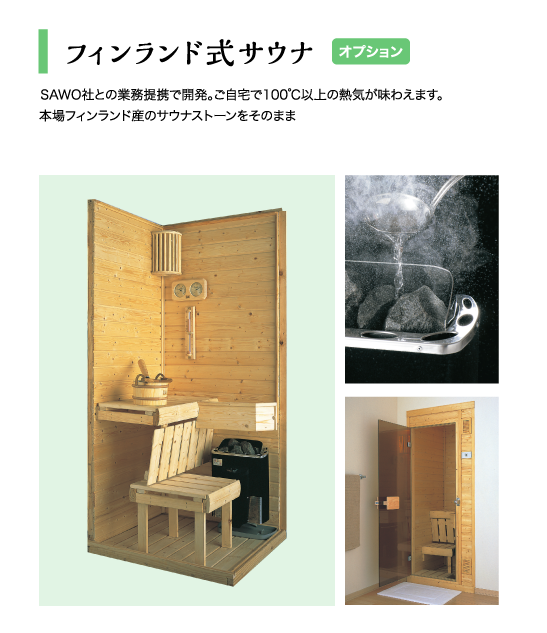 フィンランド式サウナ オプション
SAWO社との業務提携で開発。ご自宅で100℃以上の熱気が味わえます。
本場フィンランド産のサウナストーンをそのまま